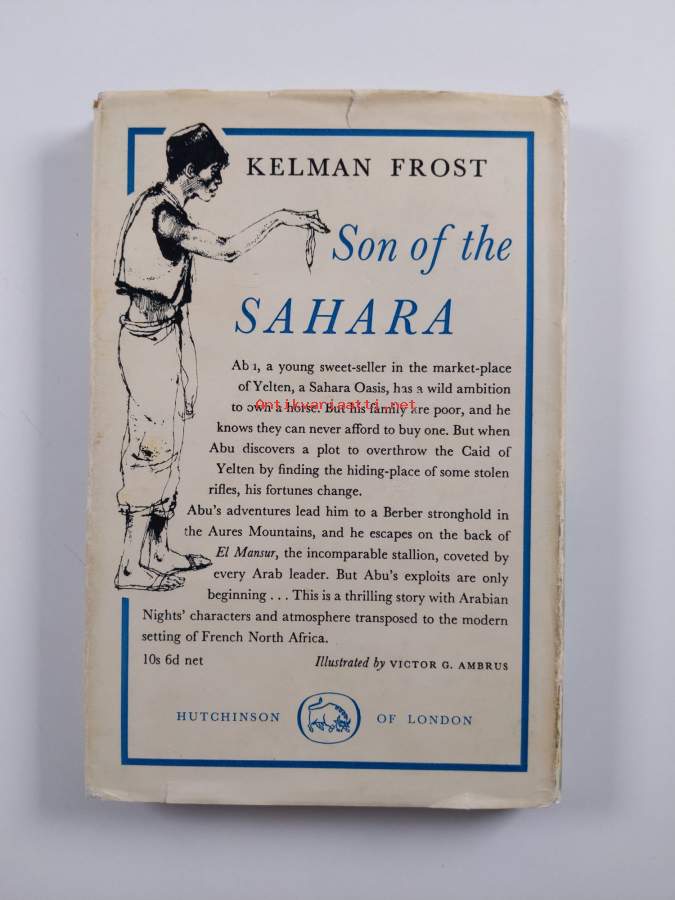 KELMAN FROST
Son of the
SAHARA
Abu, a young sweet-seller in the market-place
of Yelten, a Sahara Oasis, has a wild ambition
Antikvariaatti.net
to own a horse. But his family are poor, and he
knows they can never afford to buy one. But when
Abu discovers a plot to overthrow the Caid of
Yelten by finding the hiding-place of some stolen
rifles, his fortunes change.
Abu's adventures lead him to a Berber stronghold in
the Aures Mountains, and he escapes on the back of
El Mansur, the incomparable stallion, coveted by
every Arab leader. But Abu's exploits are only
beginning . . . This is a thrilling story with Arabian
Nights' characters and atmosphere transposed to the modern
setting of French North Africa.
10s 6d net Illustrated by VICTOR G. AMBRUS
HUTCHINSON OF LONDON